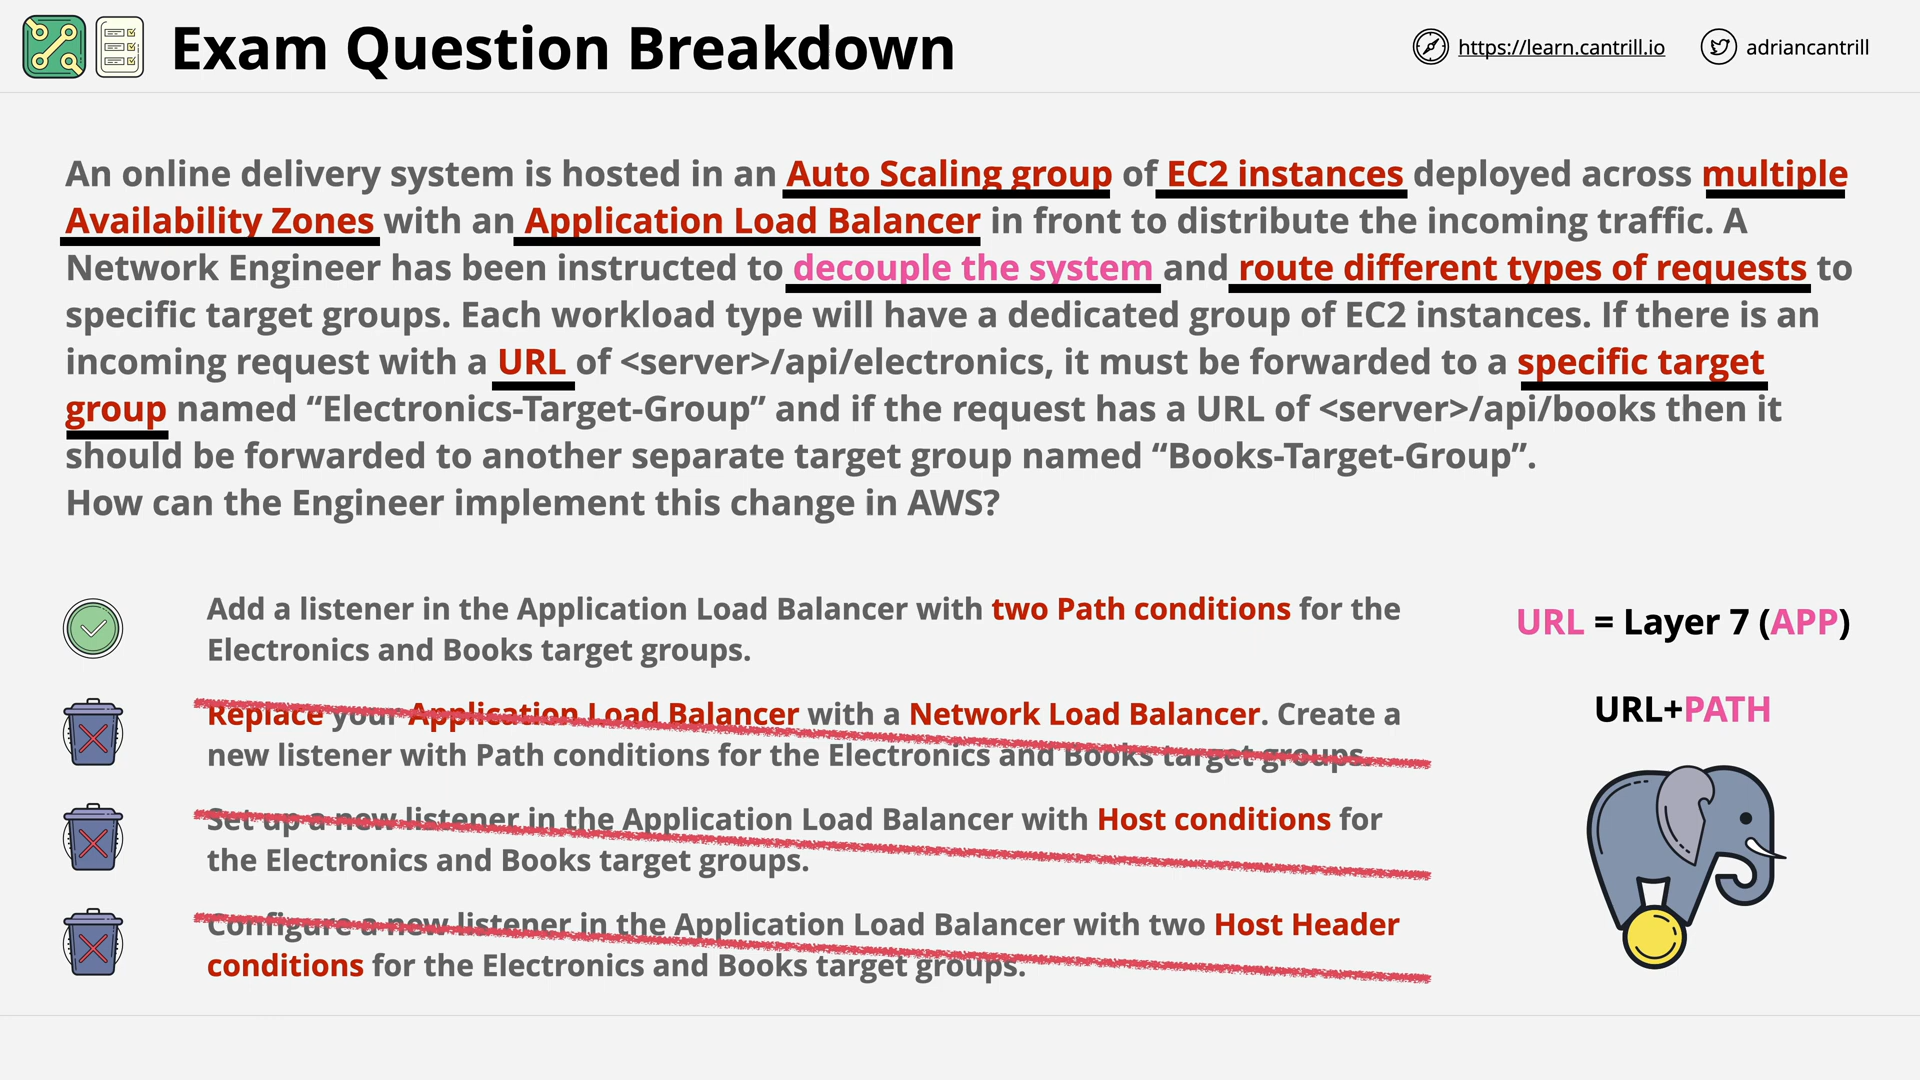 Exam Question Breakdown
https://learn.cantrill.io
adriancantrill
An online delivery system is hosted in an Auto Scaling group of EC2 instances deployed across multiple
Availability Zones with an Application Load Balancer in front to distribute the incoming traffic. A
Network Engineer has been instructed to decouple the system and route different types of requests to
specific target groups. Each workload type will have a dedicated group of EC2 instances. If there is an
incoming request with a URL of <server>/api/electronics, it must be forwarded to a specific target
group named “Electronics-Target-Group” and if the request has a URL of <server>/api/books then it
should be forwarded to another separate target group named “Books-Target-Group”.
How can the Engineer implement this change in AWS?
Add a listener in the Application Load Balancer with two Path conditions for the
Electronics and Books target groups.
Replace your Application Load Balancer with a Network Load Balancer. Create a
new listener with Path conditions for the Electronics and Books target groups.
Set up a new listener in the Application Load Balancer with Host conditions for
the Electronics and Books target groups.
Configure a new listener in the Application Load Balancer with two Host Header
conditions for the Electronics and Books target groups.
URL = Layer 7 (APP)
URL+PATH